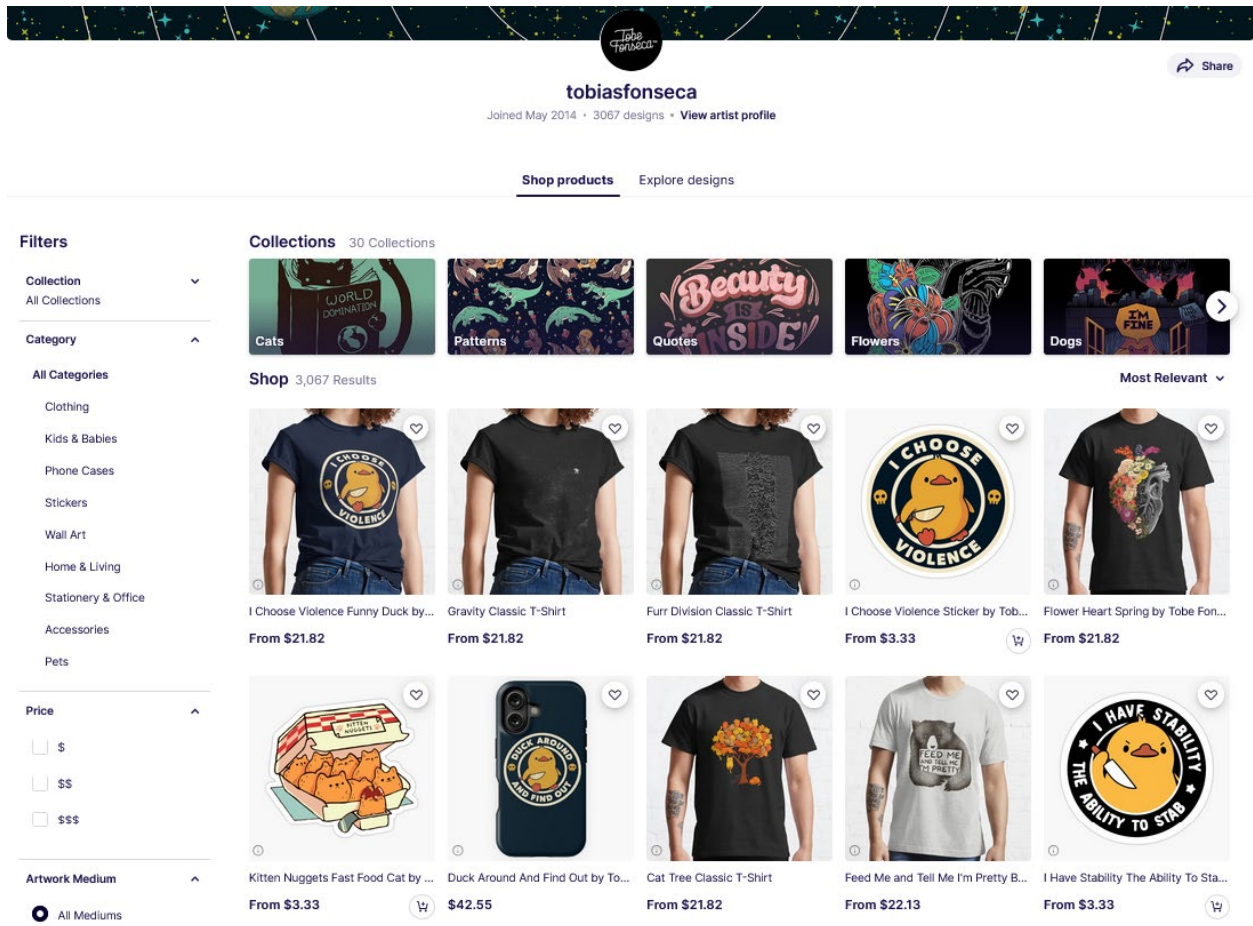 Tobe
Fonseca
Share
tobiasfonseca
Joined May 2014 • 3067 designs • View artist profile
Shop products
Explore designs
Filters
Collection
All Collections
Category
All Categories
Clothing
Kids & Babies
Phone Cases
Stickers
Wall Art
Home & Living
Stationery & Office
Accessories
Pets
Price
$
$$
$$$
Artwork Medium
All Mediums
Collections 30 Collections
WORLD
DOMINATION
Cats
Patterns
Beauty
IS
INSIDE
Quotes
Flowers
I'M
FINE
Dogs
Shop 3,067 Results
Most Relevant
I CHOOSE
VIOLENCE
I CHOOSE
VIOLENCE
I Choose Violence Funny Duck by...
Gravity Classic T-Shirt
Furr Division Classic T-Shirt
I Choose Violence Sticker by Tob...
Flower Heart Spring by Tobe Fon...
From $21.82
From $21.82
From $21.82
From $3.33
From $21.82
KITTEN
NUGGETS
DUCK AROUND
AND FIND OUT
FEED ME
AND TELL ME
I'M PRETTY
I HAVE STABILITY
THE ABILITY TO STAB
Kitten Nuggets Fast Food Cat by ...
Duck Around And Find Out by To...
Cat Tree Classic T-Shirt
Feed Me and Tell Me I'm Pretty B...
I Have Stability The Ability To Sta...
From $3.33
$42.55
From $21.82
From $22.13
From $3.33